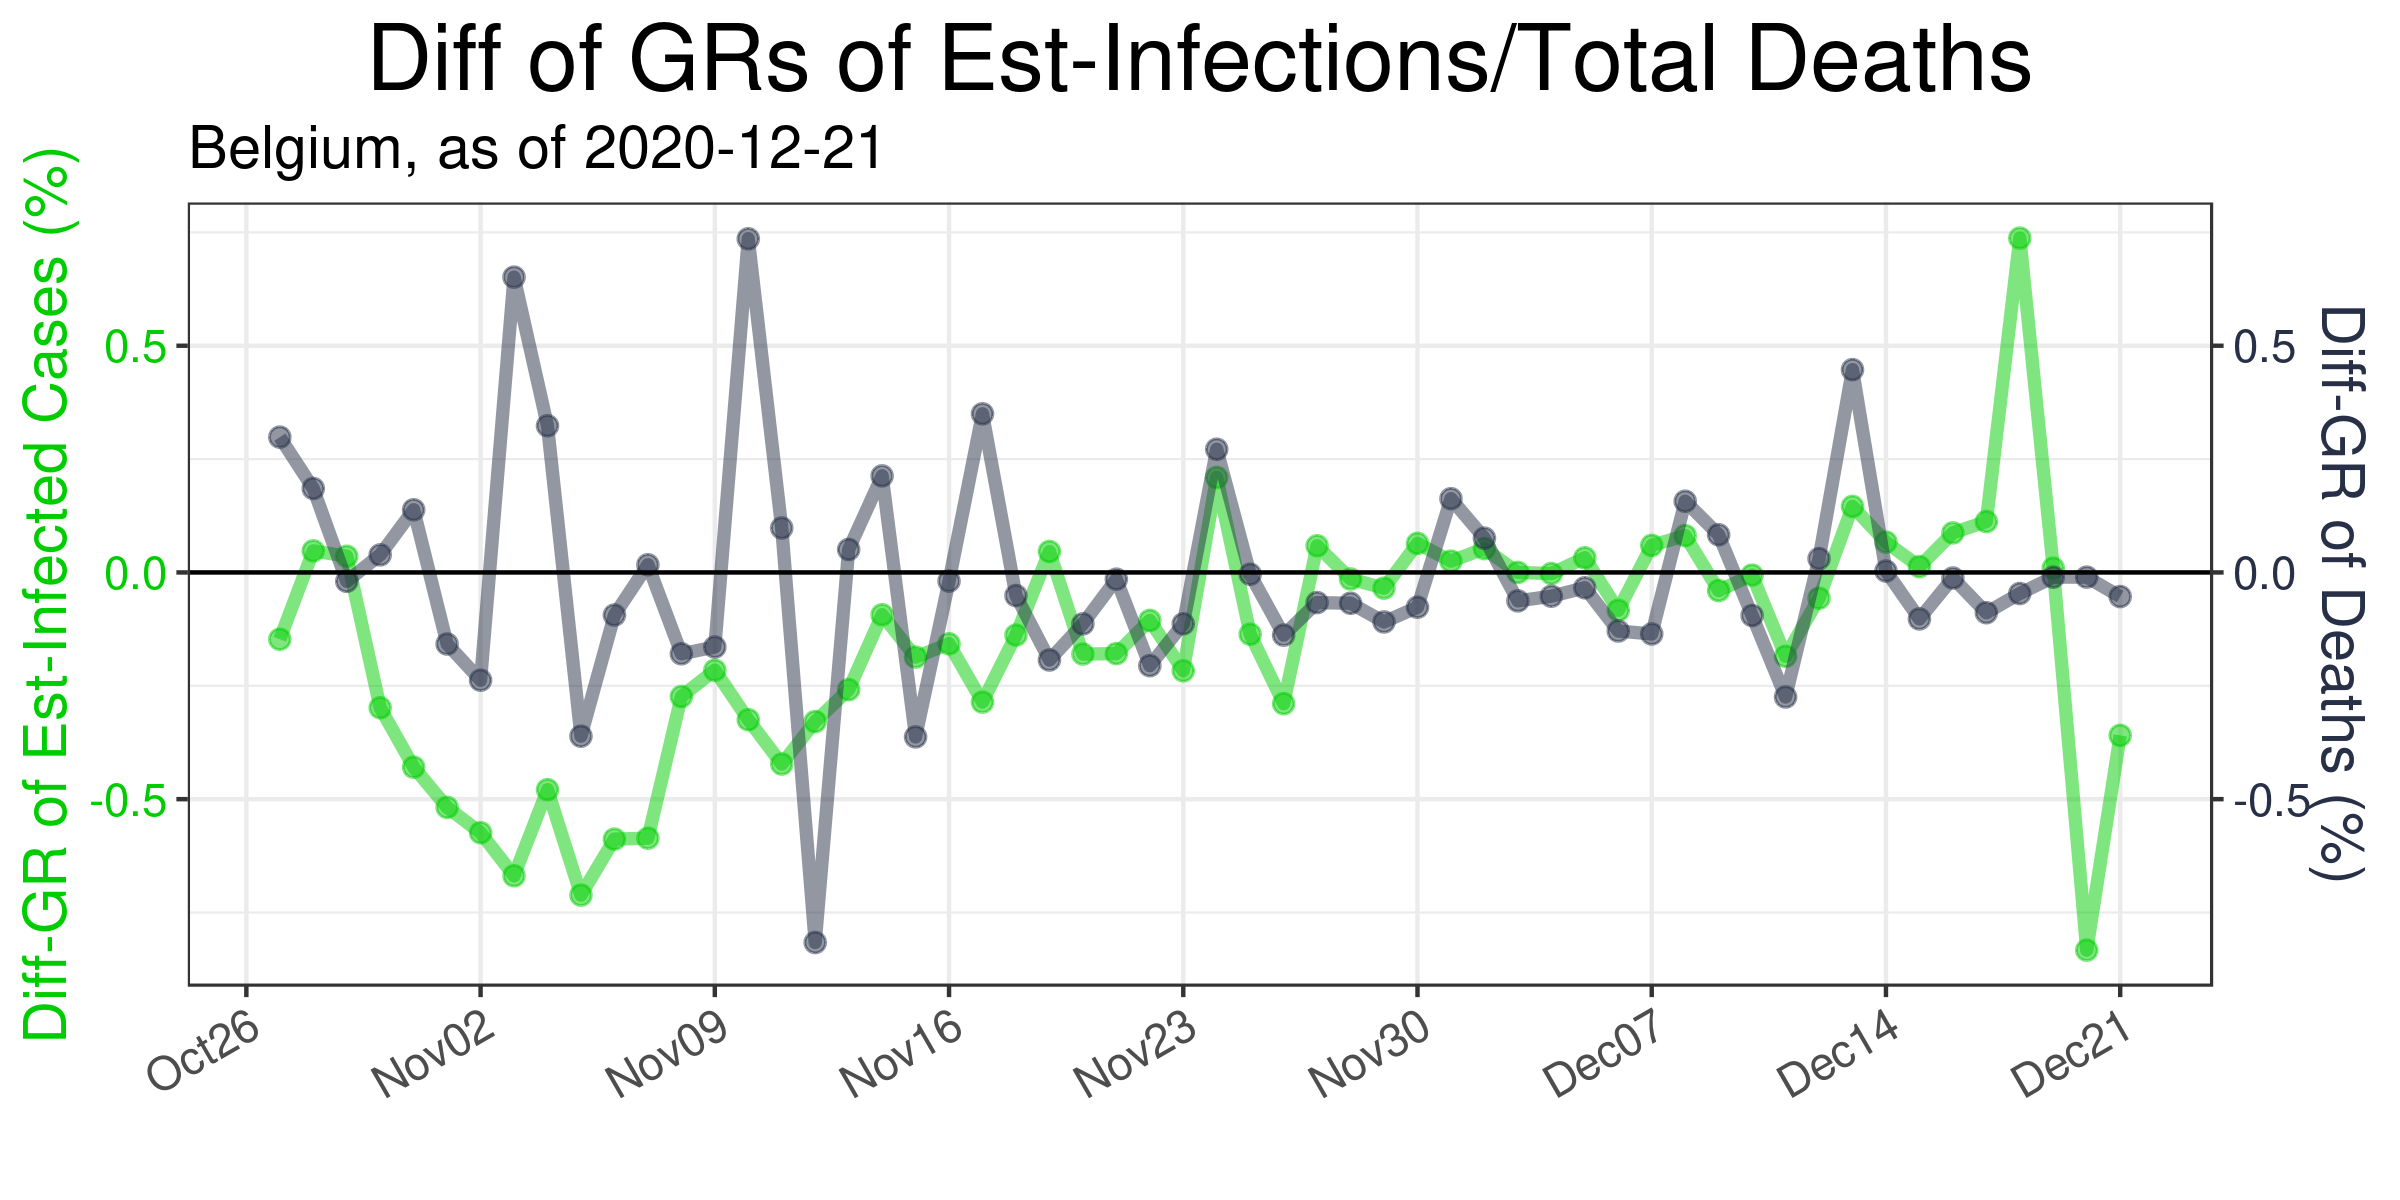 Diff of GRs of Est-Infections/Total Deaths
Belgium, as of 2020-12-21
Diff-GR of Est-Infected Cases (%)
0.5
0.0
-0.5
0.5
0.0
-0.5
Diff-GR of Deaths (%)
Oct26
Nov02
Nov09
Nov16
Nov23
Nov30
Dec07
Dec14
Dec21